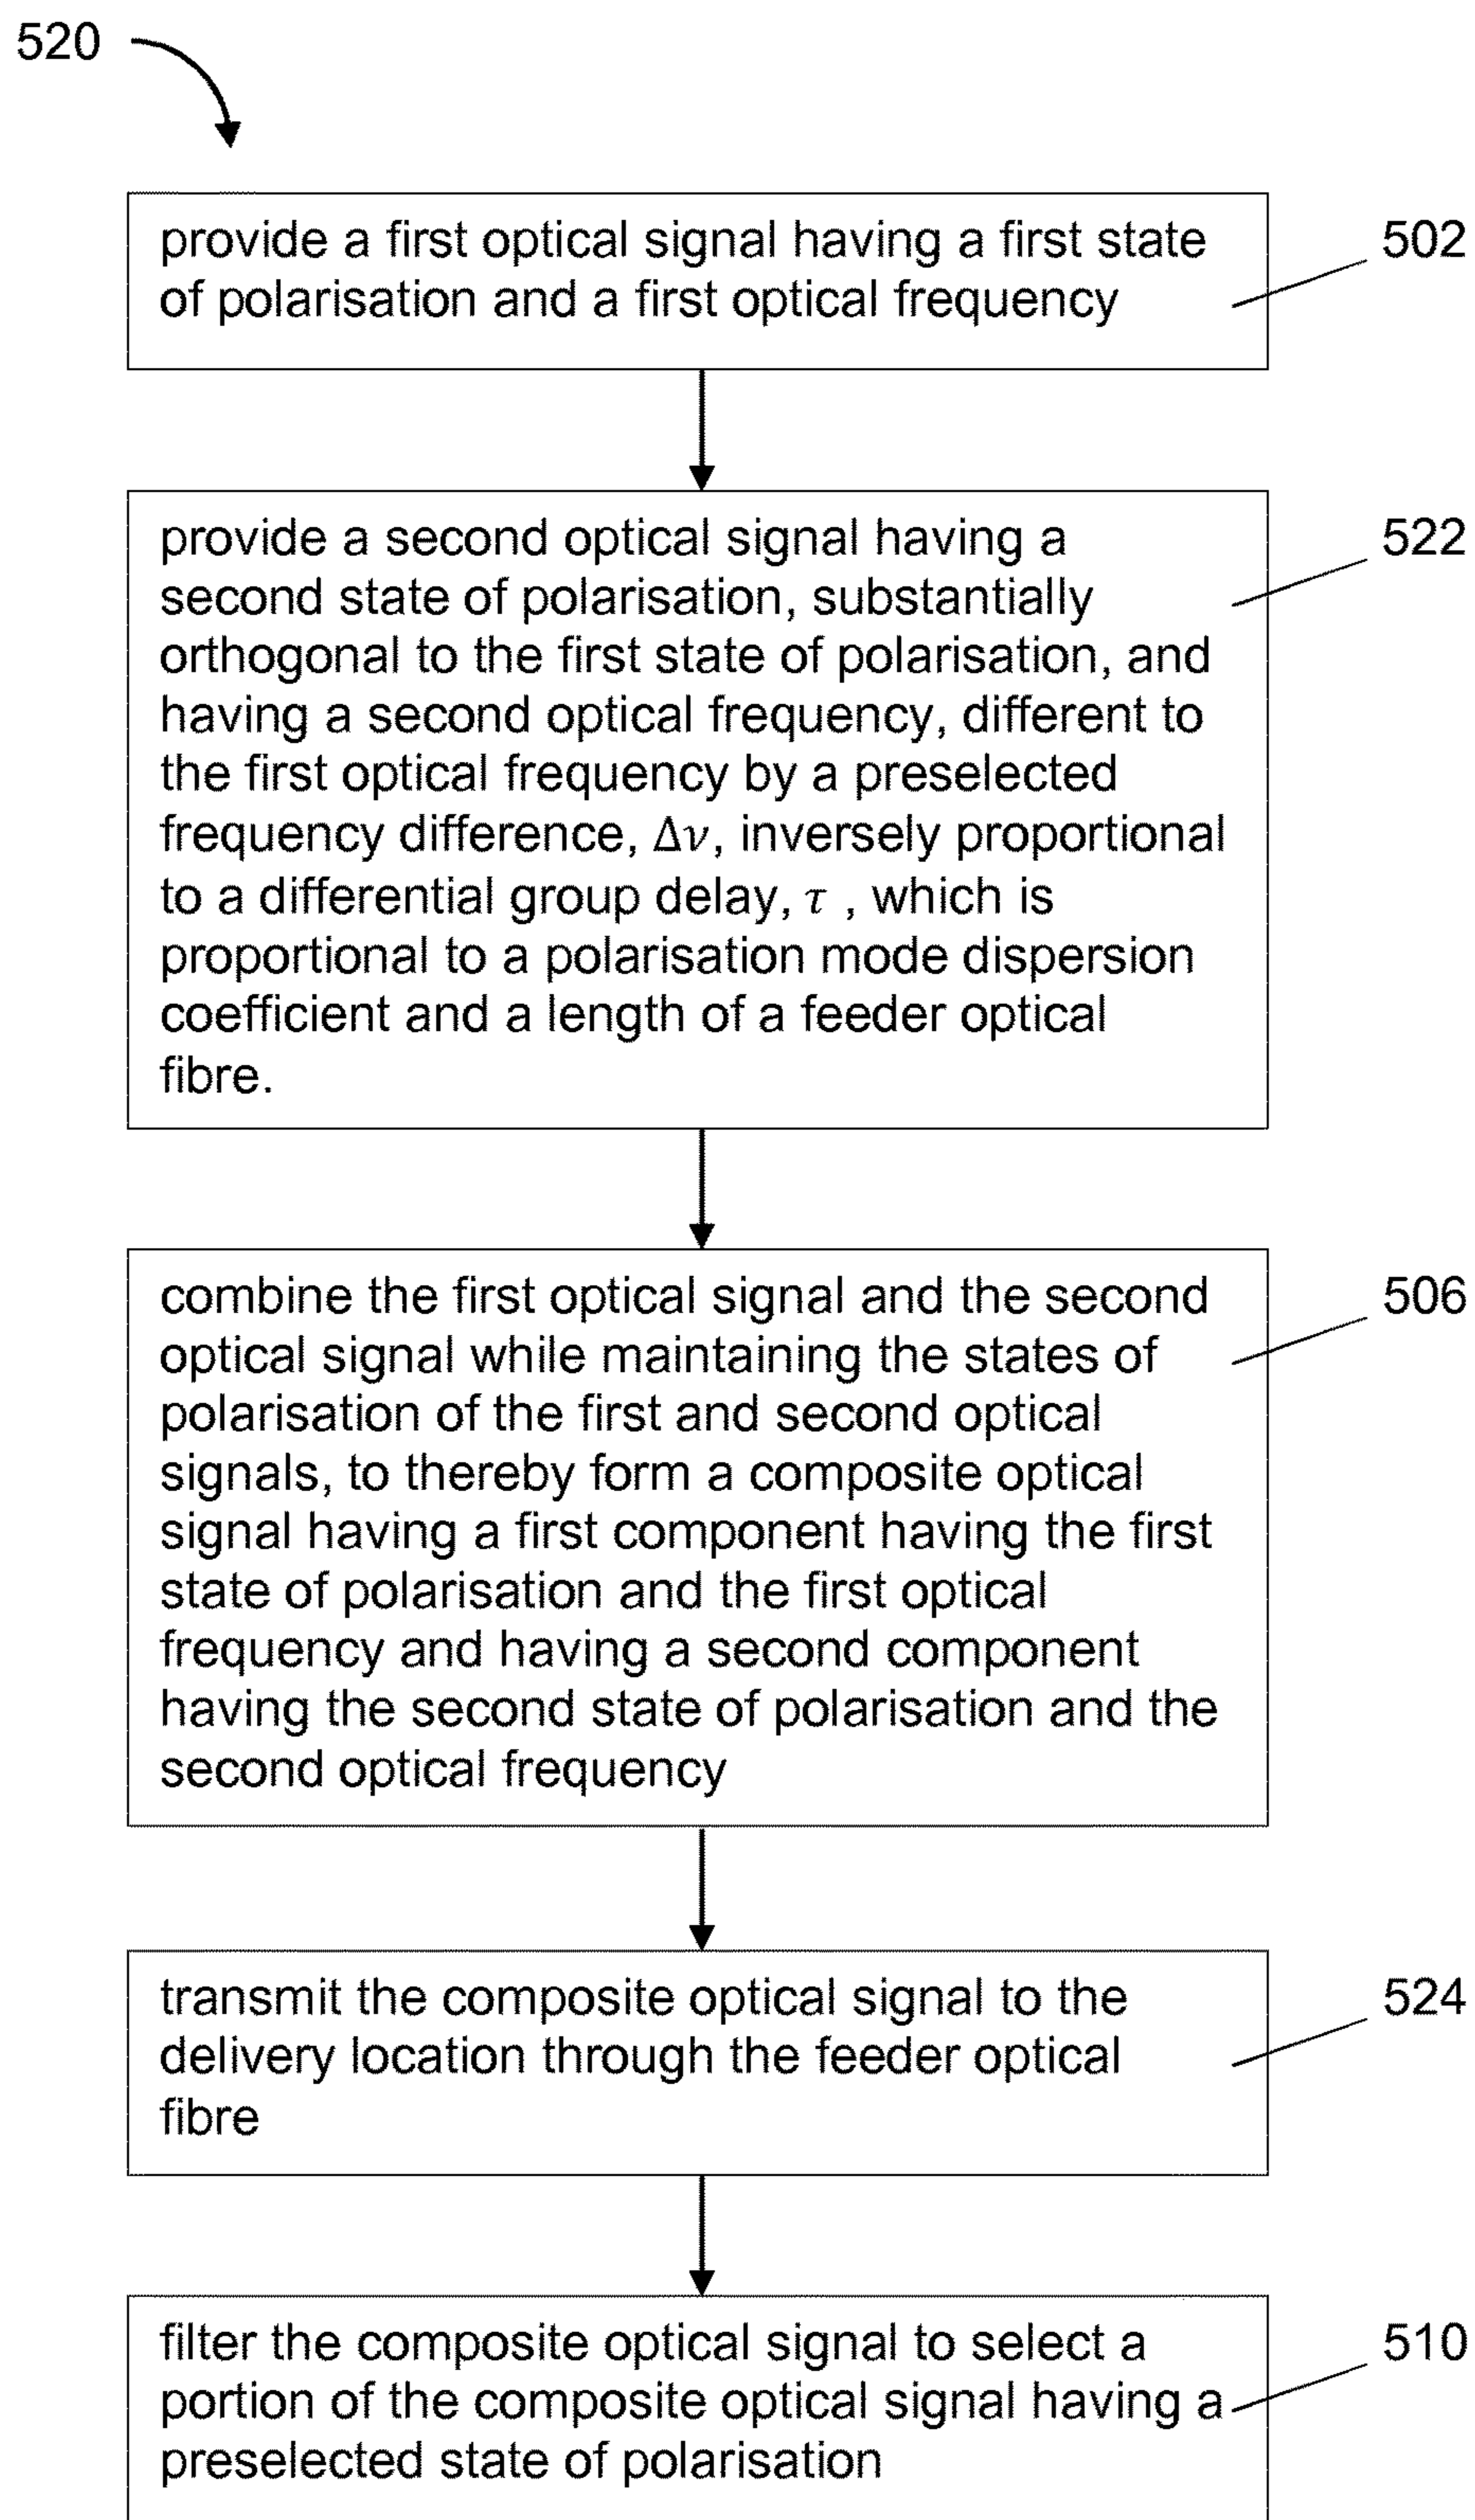 520
provide a first optical signal having a first state
of polarisation and a first optical frequency
502
provide a second optical signal having a
second state of polarisation, substantially
orthogonal to the first state of polarisation, and
having a second optical frequency, different to
the first optical frequency by a preselected
frequency difference, Δν, inversely proportional
to a differential group delay, τ , which is
proportional to a polarisation mode dispersion
coefficient and a length of a feeder optical
fibre.
522
combine the first optical signal and the second
optical signal while maintaining the states of
polarisation of the first and second optical
signals, to thereby form a composite optical
signal having a first component having the first
state of polarisation and the first optical
frequency and having a second component
having the second state of polarisation and the
second optical frequency
506
transmit the composite optical signal to the
delivery location through the feeder optical
fibre
524
filter the composite optical signal to select a
portion of the composite optical signal having a
preselected state of polarisation
510